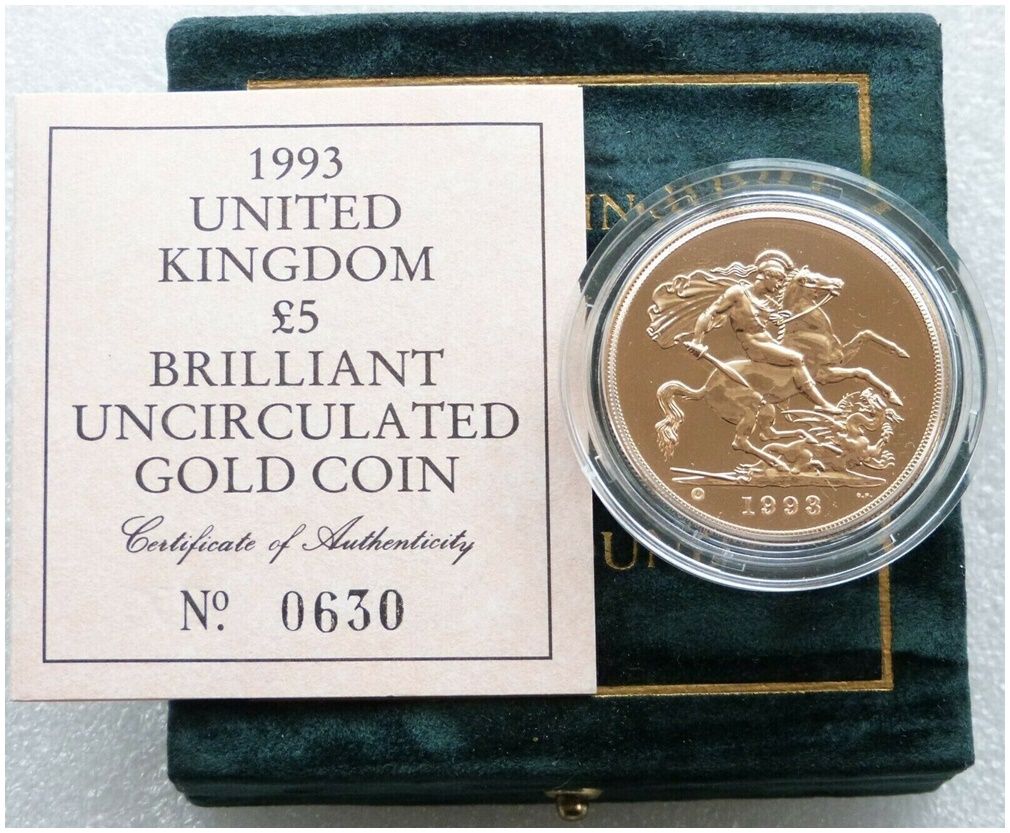 1993
UNITED
KINGDOM
£5
BRILLIANT
UNCIRCULATED
GOLD COIN
Certificate of Authenticity
Nº. 0630
1993